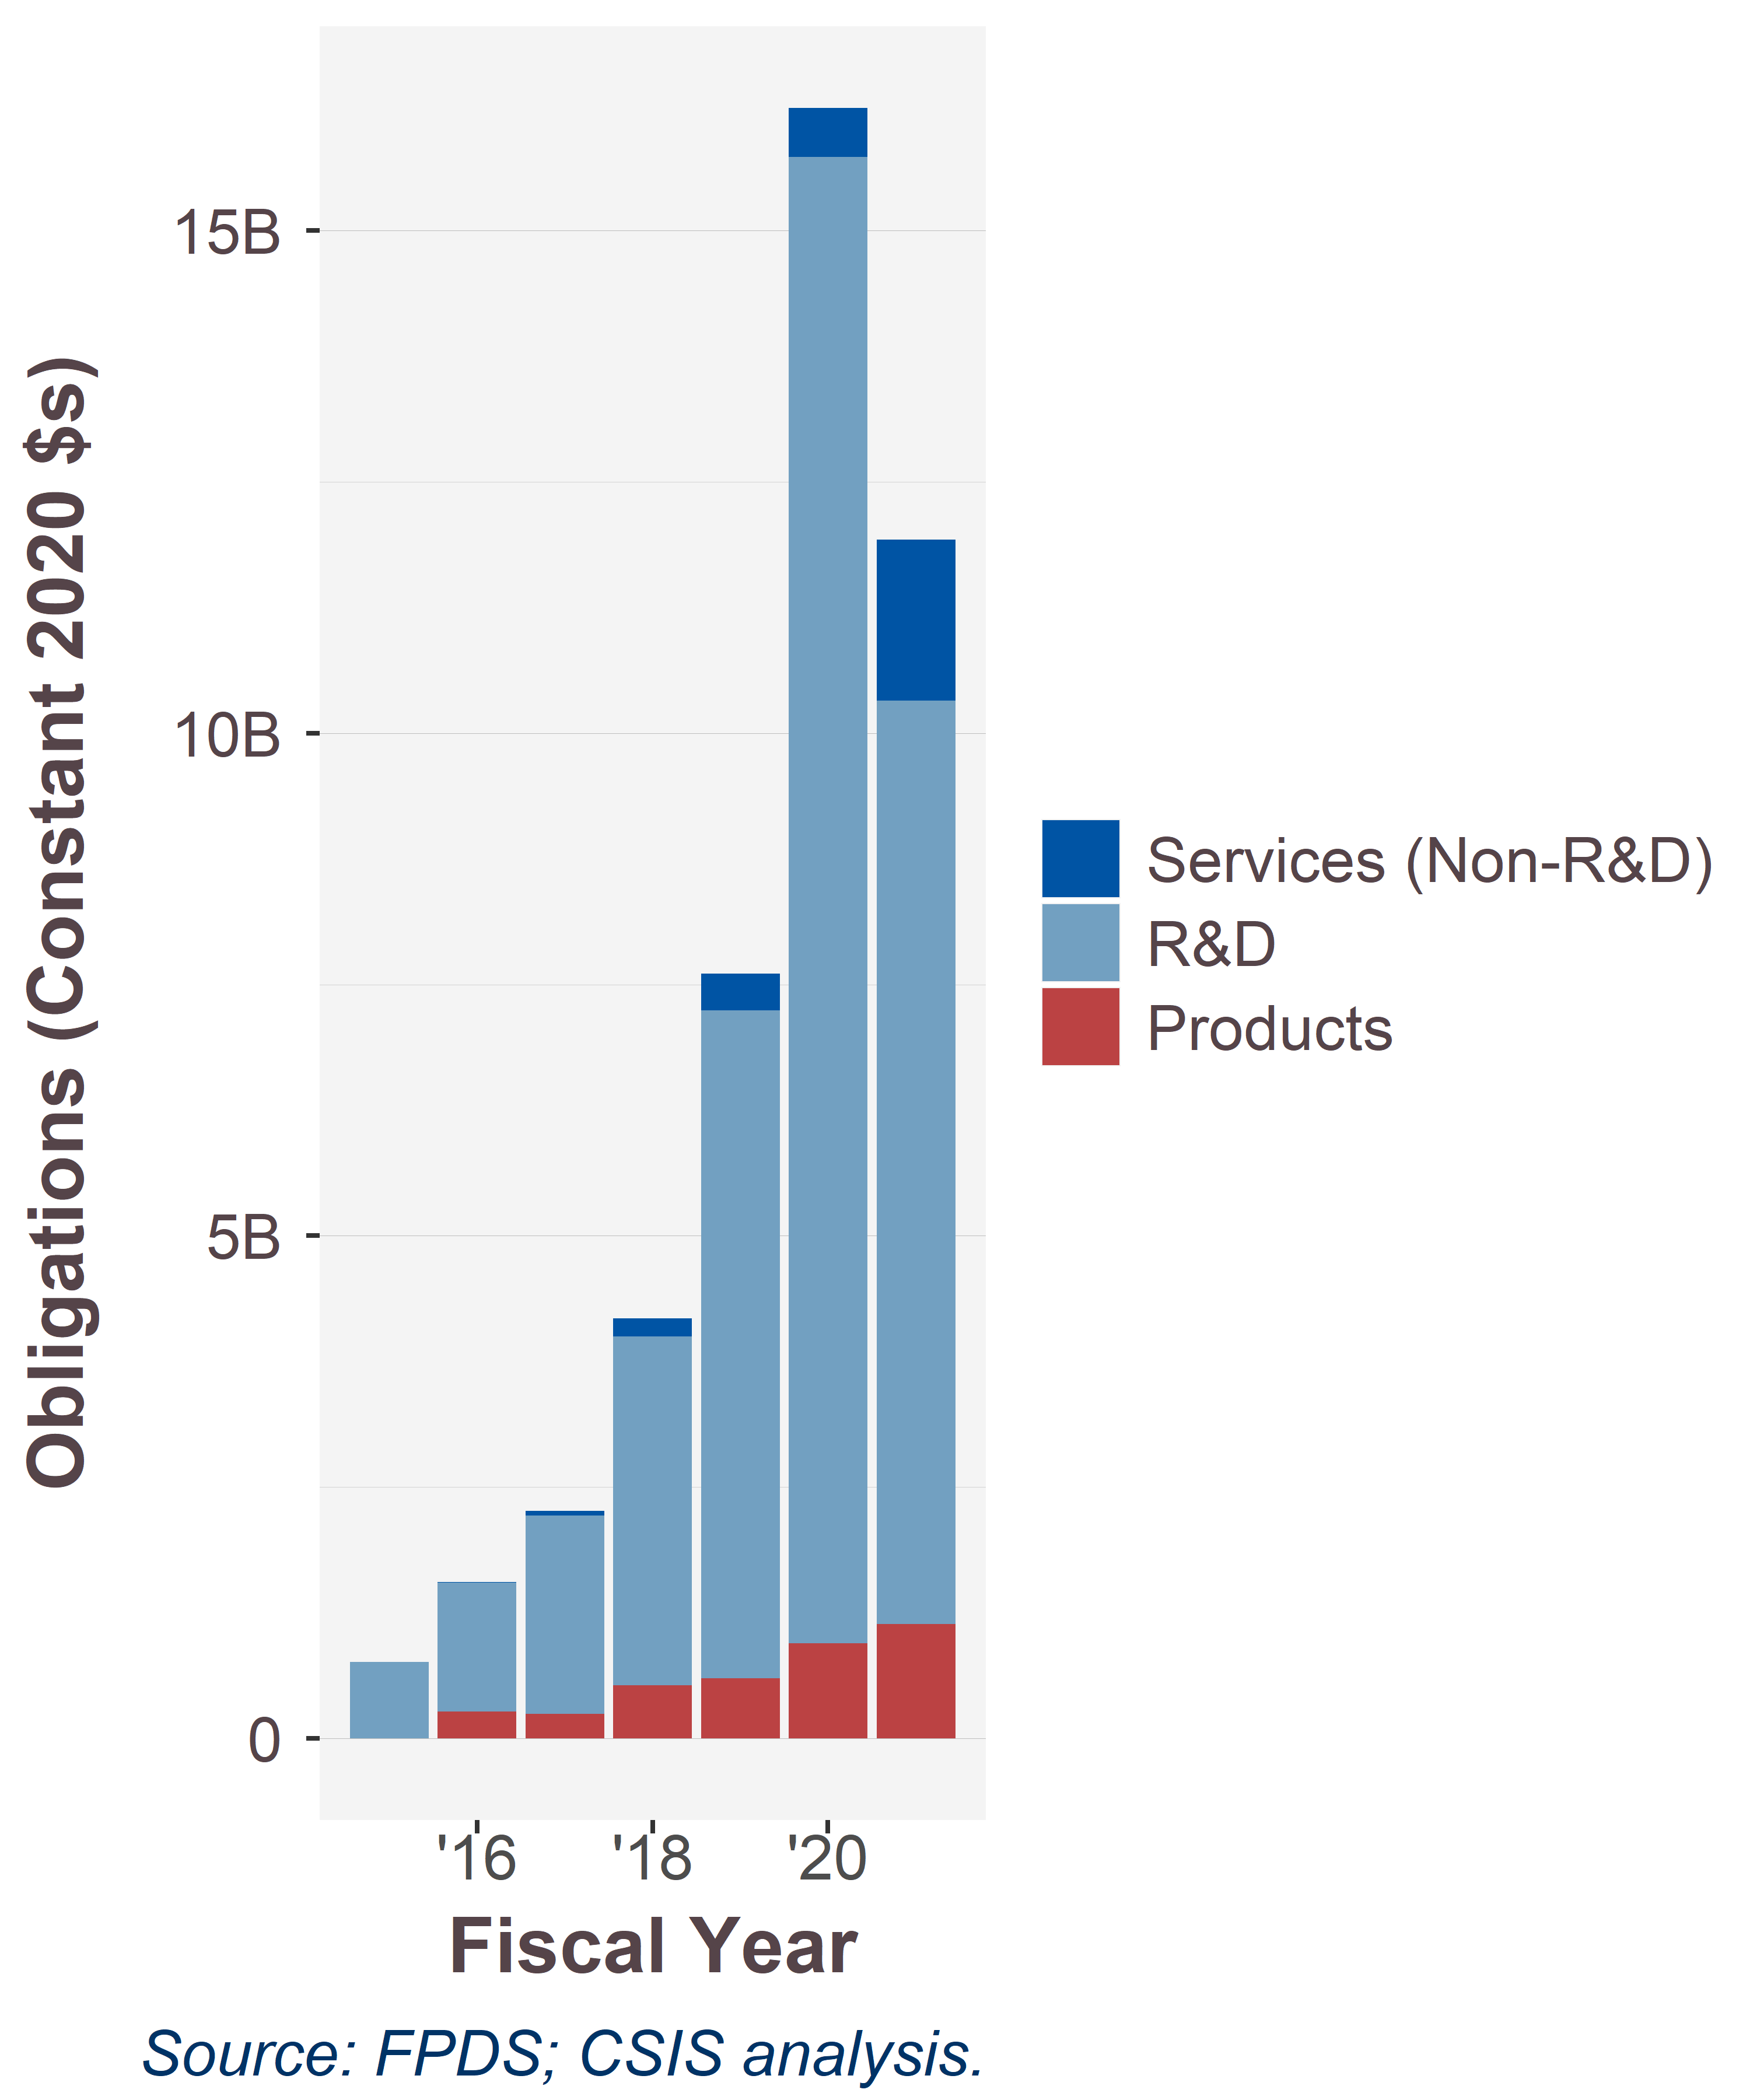 Obligations (Constant 2020 $s)
15B
10B
5B
0
'16 '18 '20
Fiscal Year
Services (Non-R&D)
R&D
Products
Source: FPDS; CSIS analysis.